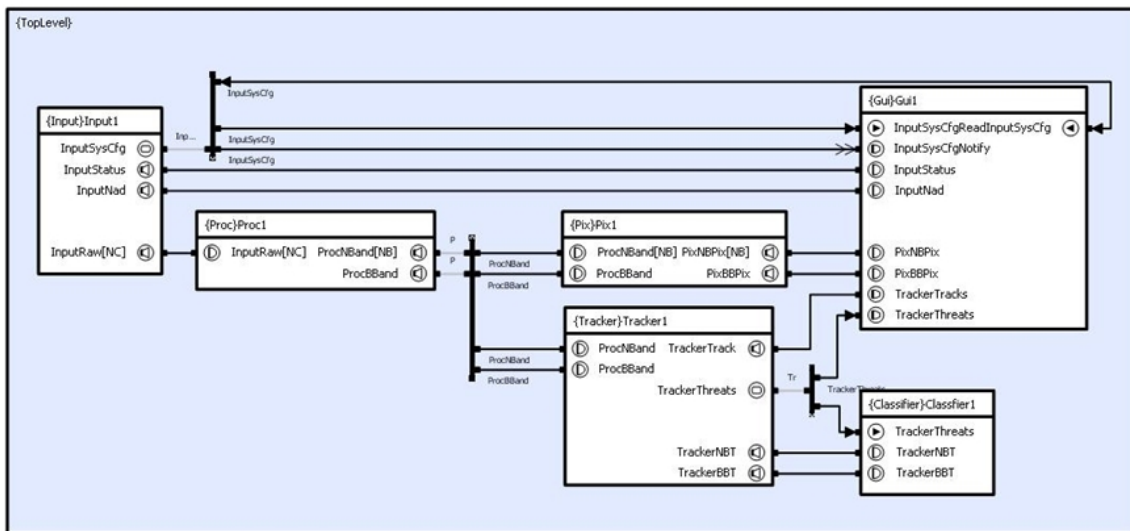 {TopLevel}
InputSysCfg
{Gui}Gui1
{Input}Input1
InputSysCfgReadInputSysCfg
InputSysCfg
Inp...
InputSysCfg
InputSysCfgNotify
InputSysCfg
InputStatus
InputStatus
InputNad
InputNad
{Proc}Proc1
{Pix}Pix1
InputRaw[NC]
InputRaw[NC]
ProcNBand[NB]
P
ProcNBand
ProcNBand[NB]
PixNBPix[NB]
PixNBPix
ProcBBand
P
ProcBBand
ProcBBand
PixBBPix
PixBBPix
TrackerTracks
TrackerThreats
{Tracker}Tracker1
ProcNBand
ProcNBand
TrackerTrack
ProcBBand
ProcBBand
TrackerThreats
Tr
TrackerThreats
{Classifier}Classfier1
TrackerThreats
TrackerNBT
TrackerNBT
TrackerBBT
TrackerBBT